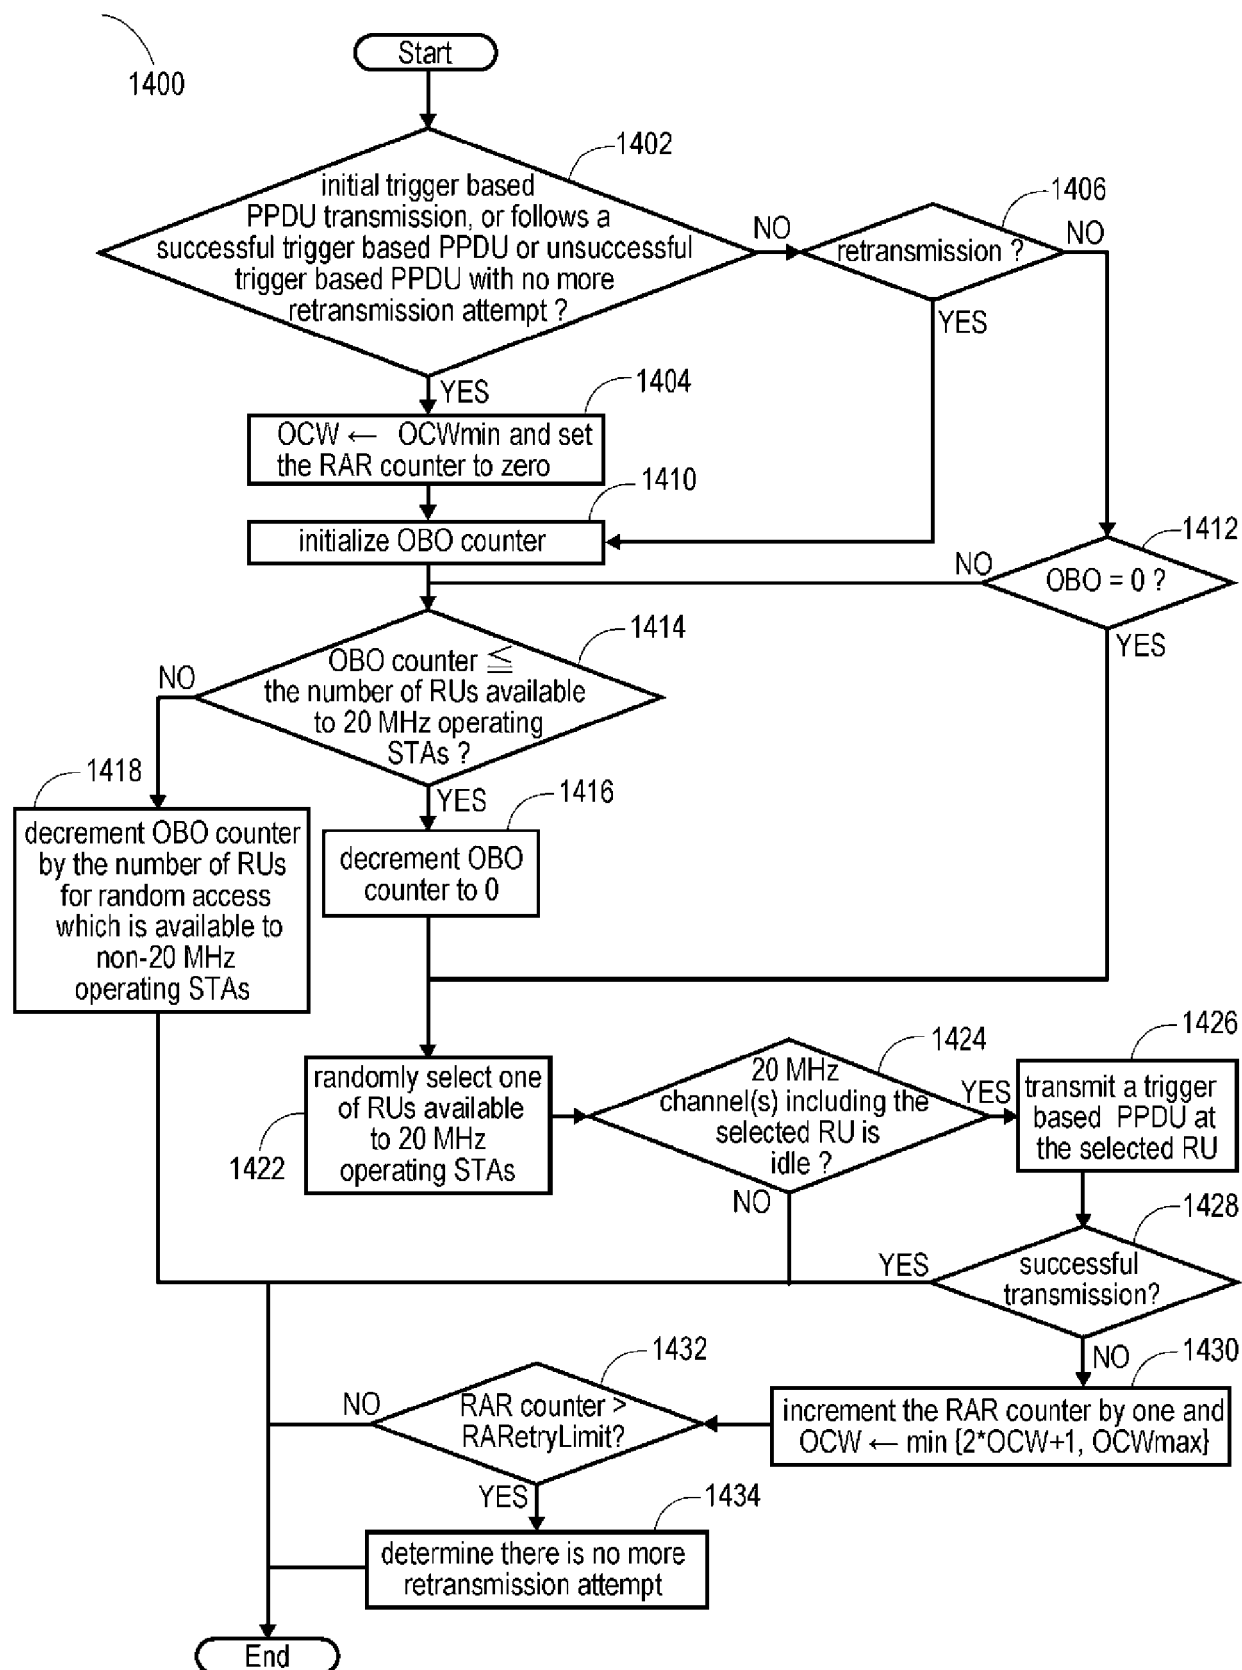 1400
Start
1402
initial trigger based
PPDU transmission, or follows a
successful trigger based PPDU or unsuccessful
trigger based PPDU with no more
retransmission attempt ?
NO
1406
retransmission ?
NO
YES
YES
1404
OCW ← OCWmin and set
the RAR counter to zero
1410
initialize OBO counter
1412
OBO = 0 ?
NO
YES
1414
OBO counter ≦
the number of RUs available
to 20 MHz operating
STAs ?
NO
YES
1418
decrement OBO counter
by the number of RUs
for random access
which is available to
non-20 MHz
operating STAs
1416
decrement OBO
counter to 0
1422
randomly select one
of RUs available
to 20 MHz
operating STAs
1424
20 MHz
channel(s) including the
selected RU is
idle ?
YES
NO
1426
transmit a trigger
based PPDU at
the selected RU
1428
successful
transmission?
YES
NO
1430
increment the RAR counter by one and
OCW ← min {2*OCW+1, OCWmax}
1432
RAR counter >
RARetryLimit?
NO
YES
1434
determine there is no more
retransmission attempt
End